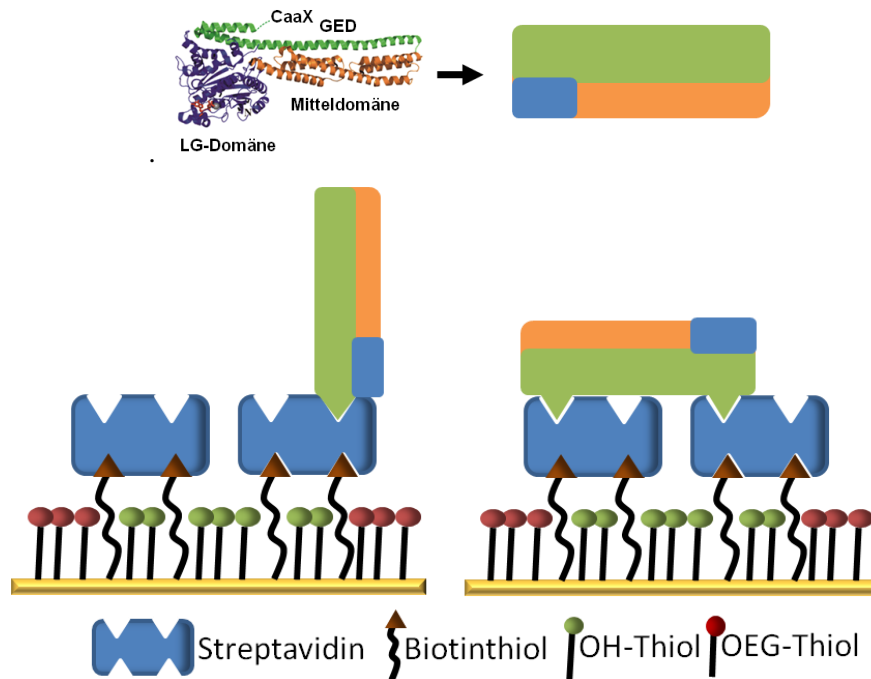 CaaX
GED
Mitteldomäne
LG-Domäne
.
Streptavidin
Biotinthiol
OH-Thiol
OEG-Thiol